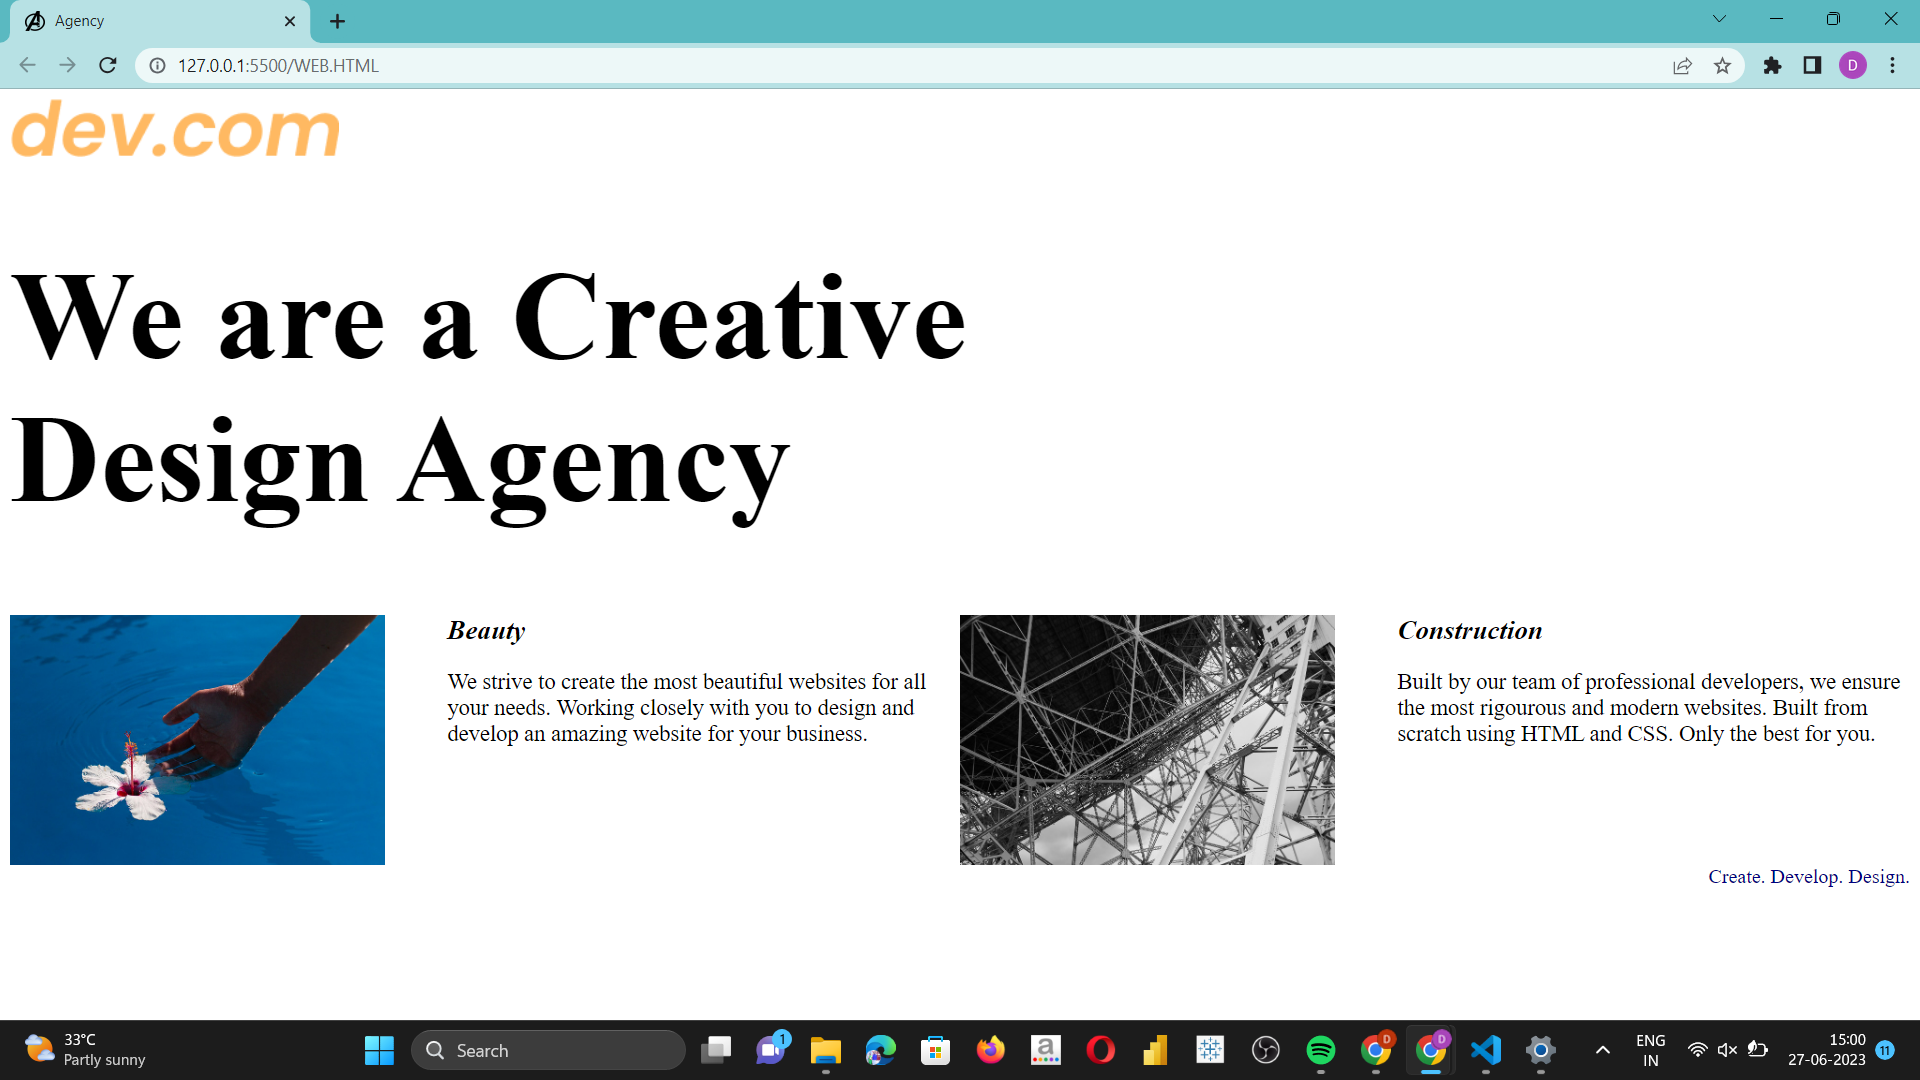 Agency
127.0.0.1:5500/WEB.HTML
D
dev.com
We are a Creative
Design Agency
Beauty
We strive to create the most beautiful websites for all
your needs. Working closely with you to design and
develop an amazing website for your business.
Construction
Built by our team of professional developers, we ensure
the most rigourous and modern websites. Built from
scratch using HTML and CSS. Only the best for you.
Create. Develop. Design.
33°C
Partly sunny
Search
1
a
D
D
ENG
IN
15:00
27-06-2023
11